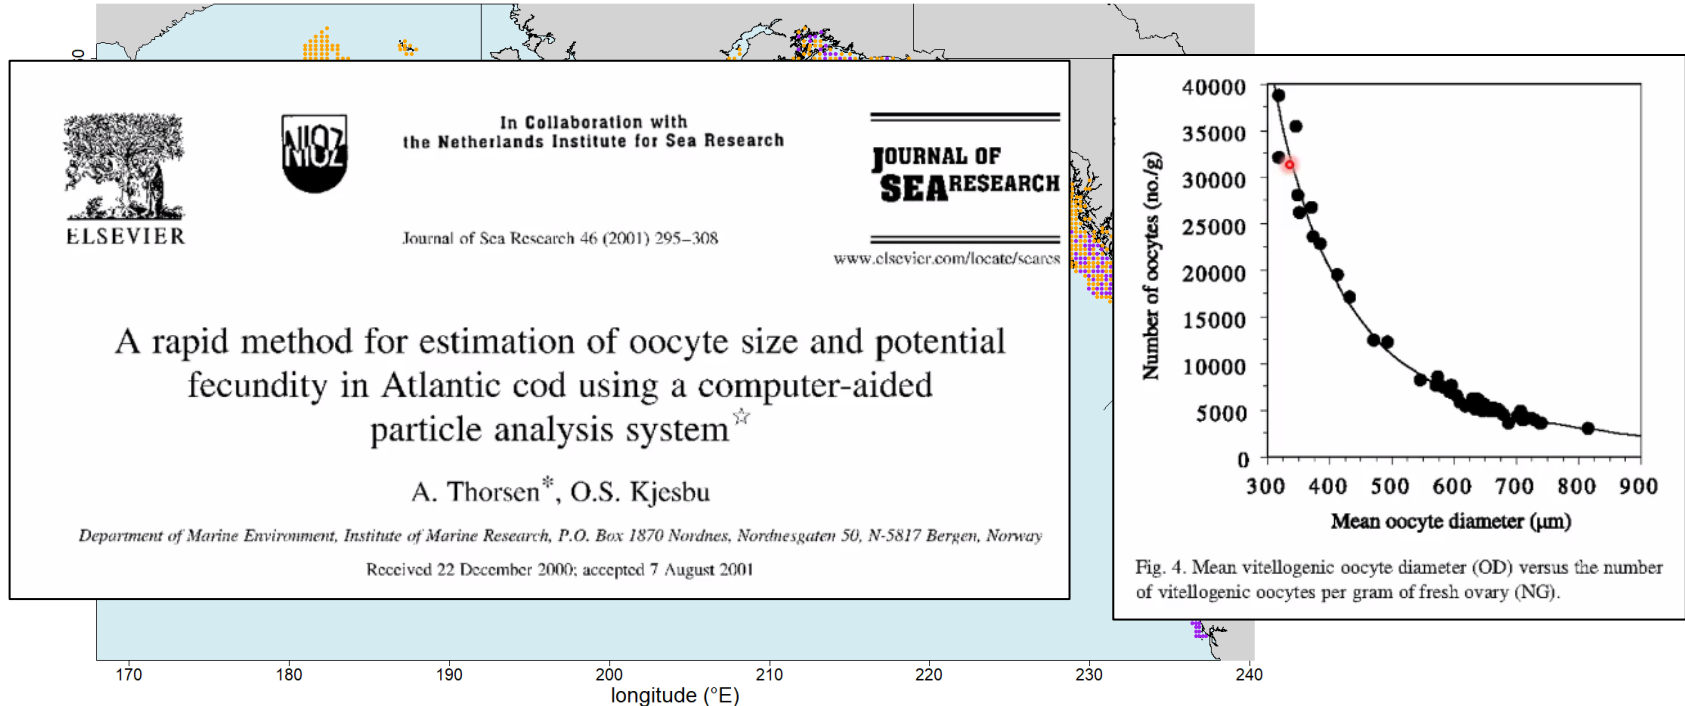 ELSEVIER
NIOZ
In Collaboration with
the Netherlands Institute for Sea Research
JOURNAL OF
SEA RESEARCH
Journal of Sea Research 46 (2001) 295–308
www.elsevier.com/locate/seares
A rapid method for estimation of oocyte size and potential
fecundity in Atlantic cod using a computer-aided
particle analysis system☆
A. Thorsen*, O.S. Kjesbu
Department of Marine Environment, Institute of Marine Research, P.O. Box 1870 Nordnes, Nordnesgaten 50, N-5817 Bergen, Norway
Received 22 December 2000; accepted 7 August 2001
40000
35000
30000
25000
20000
15000
10000
5000
0
Number of oocytes (no./g)
300 400 500 600 700 800 900
Mean oocyte diameter (μm)
Fig. 4. Mean vitellogenic oocyte diameter (OD) versus the number
of vitellogenic oocytes per gram of fresh ovary (NG).
170 180 190 200 210 220 230 240
longitude (°E)